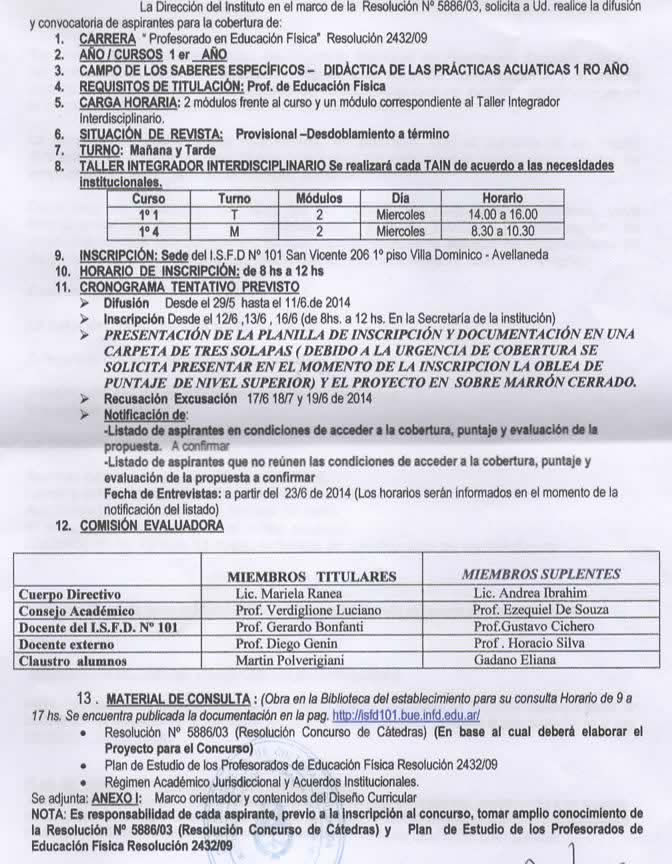 La Dirección del Instituto en el marco de la Resolución Nº 5886/03, solicita a Ud. realice la difusión
y convocatoria de aspirantes para la cobertura de:
1. CARRERA “ Profesorado en Educación Física” Resolución 2432/09
2. AÑO / CURSOS 1 er AÑO
3. CAMPO DE LOS SABERES ESPECÍFICOS – DIDÁCTICA DE LAS PRÁCTICAS ACUATICAS 1 RO AÑO
4. REQUISITOS DE TITULACIÓN: Prof. de Educación Fisica
5. CARGA HORARIA: 2 módulos frente al curso y un módulo correspondiente al Taller Integrador
Interdisciplinario.
6. SITUACIÓN DE REVISTA: Provisional –Desdoblamiento a término
7. TURNO: Mañana y Tarde
8. TALLER INTEGRADOR INTERDISCIPLINARIO Se realizará cada TAIN de acuerdo a las necesidades
institucionales.
Curso Turno Módulos Dia Horario
1º 1 T 2 Miercoles 14.00 a 16.00
1º 4 M 2 Miercoles 8.30 a 10.30
9. INSCRIPCIÓN: Sede del I.S.F.D Nº 101 San Vicente 206 1º piso Villa Dominico - Avellaneda
10. HORARIO DE INSCRIPCIÓN: de 8 hs a 12 hs
11. CRONOGRAMA TENTATIVO PREVISTO
➢ Difusión Desde el 29/5 hasta el 11/6.de 2014
➢ Inscripción Desde el 12/6 ,13/6 , 16/6 (de 8hs. a 12 hs. En la Secretaría de la institución)
➢ PRESENTACIÓN DE LA PLANILLA DE INSCRIPCIÓN Y DOCUMENTACIÓN EN UNA
CARPETA DE TRES SOLAPAS ( DEBIDO A LA URGENCIA DE COBERTURA SE
SOLICITA PRESENTAR EN EL MOMENTO DE LA INSCRIPCION LA OBLEA DE
PUNTAJE DE NIVEL SUPERIOR) Y EL PROYECTO EN SOBRE MARRÓN CERRADO.
➢ Recusación Excusación 17/6 18/7 y 19/6 de 2014
➢ Notificación de:
-Listado de aspirantes en condiciones de acceder a la cobertura, puntaje y evaluación de la
propuesta. A confirmar
-Listado de aspirantes que no reúnen las condiciones de acceder a la cobertura, puntaje y
evaluación de la propuesta a confirmar
Fecha de Entrevistas: a partir del 23/6 de 2014 (Los horarios serán informados en el momento de la
notificación del listado)
12. COMISIÓN EVALUADORA
MIEMBROS TITULARES MIEMBROS SUPLENTES
Cuerpo Directivo Lic. Mariela Ranea Lic. Andrea Ibrahim
Consejo Académico Prof. Verdiglione Luciano Prof. Ezequiel De Souza
Docente del I.S.F.D. Nº 101 Prof. Gerardo Bonfanti Prof.Gustavo Cichero
Docente externo Prof. Diego Genin Prof . Horacio Silva
Claustro alumnos Martin Polverigiani Gadano Eliana
13 . MATERIAL DE CONSULTA : (Obra en la Biblioteca del establecimiento para su consulta Horario de 9 a
17 hs. Se encuentra publicada la documentación en la pag. http://isfd101.bue.infd.edu.ar/
• Resolución Nº 5886/03 (Resolución Concurso de Cátedras) (En base al cual deberá elaborar el
Proyecto para el Concurso)
• Plan de Estudio de los Profesorados de Educación Física Resolución 2432/09
• Régimen Académico Jurisdiccional y Acuerdos Institucionales.
Se adjunta: ANEXO I: Marco orientador y contenidos del Diseño Curricular
NOTA: Es responsabilidad de cada aspirante, previo a la inscripción al concurso, tomar amplio conocimiento de
la Resolución Nº 5886/03 (Resolución Concurso de Cátedras) y Plan de Estudio de los Profesorados de
Educación Física Resolución 2432/09